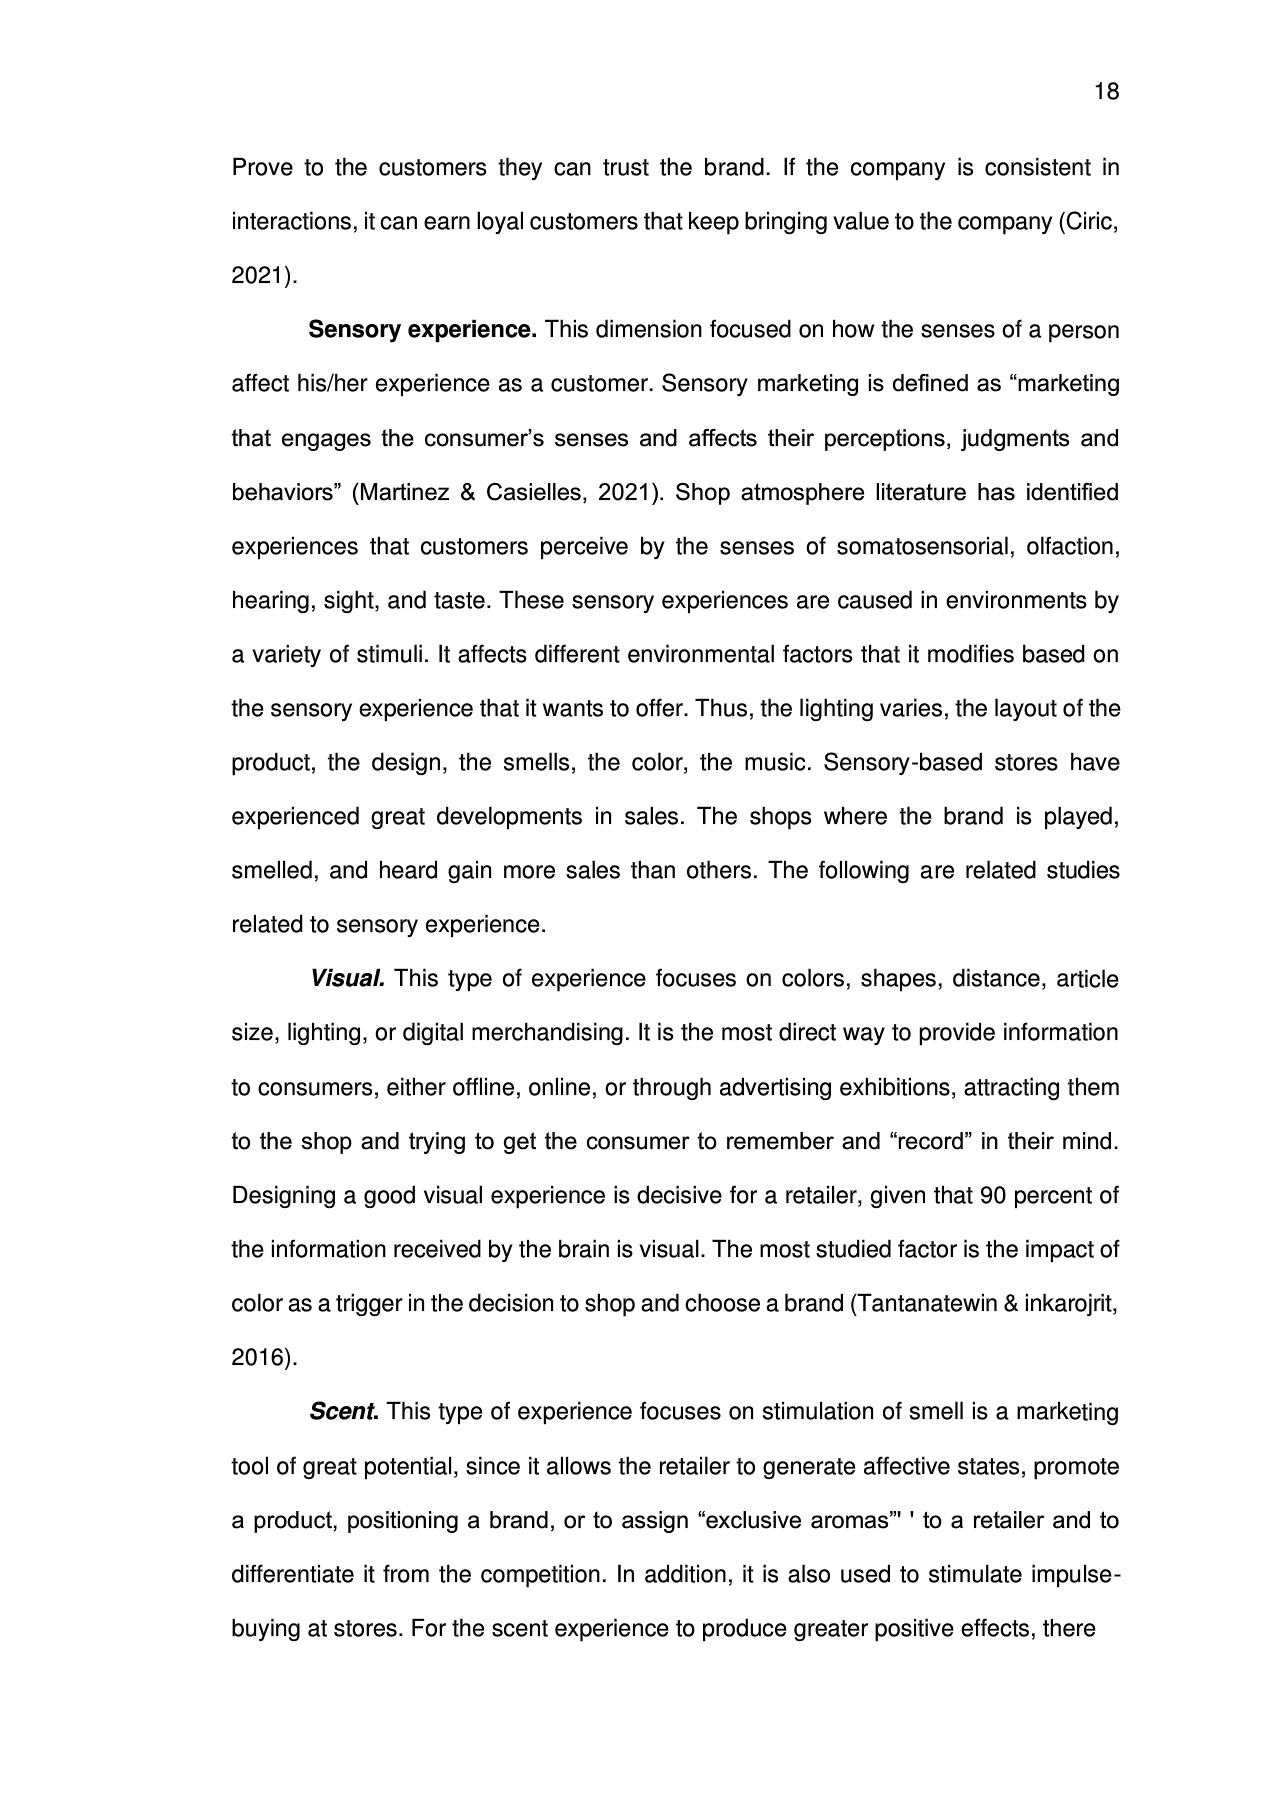 18
Prove to the customers they can trust the brand. If the company is consistent in
interactions, it can earn loyal customers that keep bringing value to the company (Ciric,
2021).
Sensory experience. This dimension focused on how the senses of a person
affect his/her experience as a customer. Sensory marketing is defined as “marketing
that engages the consumer’s senses and affects their perceptions, judgments and
behaviors” (Martinez & Casielles, 2021). Shop atmosphere literature has identified
experiences that customers perceive by the senses of somatosensorial, olfaction,
hearing, sight, and taste. These sensory experiences are caused in environments by
a variety of stimuli. It affects different environmental factors that it modifies based on
the sensory experience that it wants to offer. Thus, the lighting varies, the layout of the
product, the design, the smells, the color, the music. Sensory-based stores have
experienced great developments in sales. The shops where the brand is played,
smelled, and heard gain more sales than others. The following are related studies
related to sensory experience.
Visual. This type of experience focuses on colors, shapes, distance, article
size, lighting, or digital merchandising. It is the most direct way to provide information
to consumers, either offline, online, or through advertising exhibitions, attracting them
to the shop and trying to get the consumer to remember and “record” in their mind.
Designing a good visual experience is decisive for a retailer, given that 90 percent of
the information received by the brain is visual. The most studied factor is the impact of
color as a trigger in the decision to shop and choose a brand (Tantanatewin & inkarojrit,
2016).
Scent. This type of experience focuses on stimulation of smell is a marketing
tool of great potential, since it allows the retailer to generate affective states, promote
a product, positioning a brand, or to assign “exclusive aromas”' ' to a retailer and to
differentiate it from the competition. In addition, it is also used to stimulate impulse-
buying at stores. For the scent experience to produce greater positive effects, there